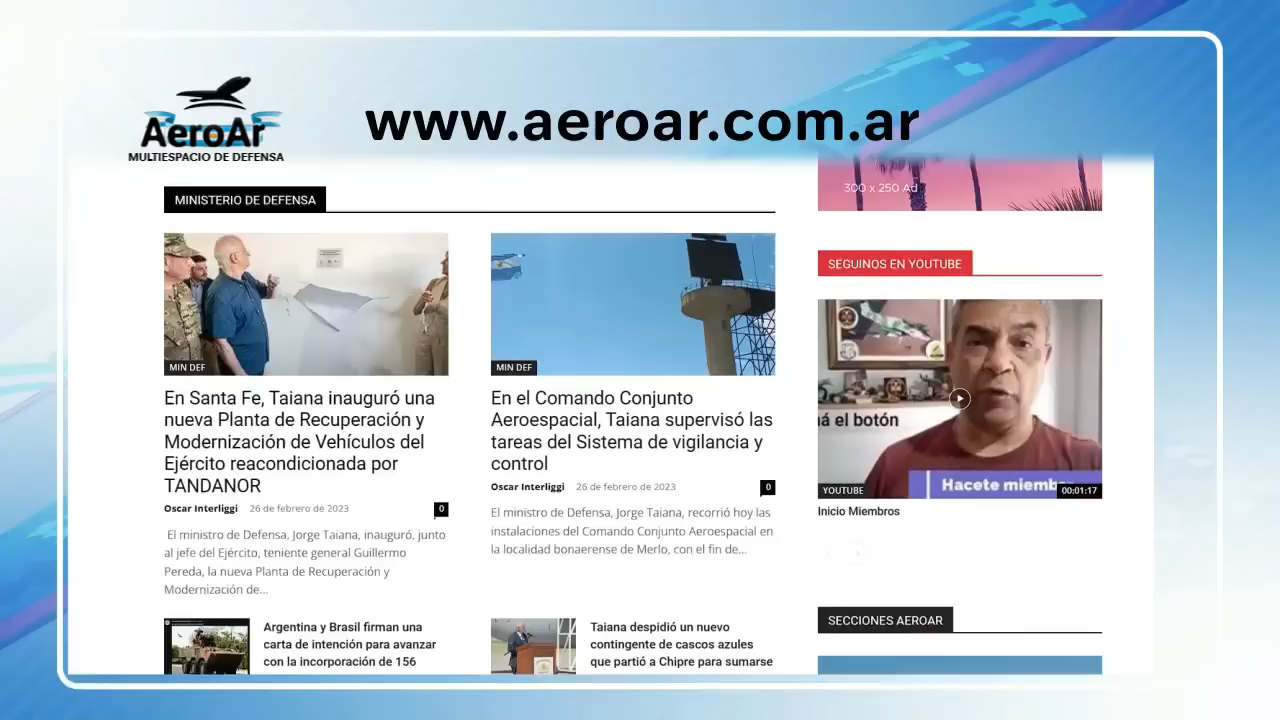 AeroAr
MULTIESPACIO DE DEFENSA
www.aeroar.com.ar
MINISTERIO DE DEFENSA
MIN DEF
En Santa Fe, Taiana inauguró una
nueva Planta de Recuperación y
Modernización de Vehículos del
Ejército reacondicionada por
TANDANOR
Oscar Interliggi 26 de febrero de 2023 0
El ministro de Defensa, Jorge Taiana, inauguró, junto
al jefe del Ejército, teniente general Guillermo
Pereda, la nueva Planta de Recuperación y
Modernización de...
Argentina y Brasil firman una
carta de intención para avanzar
con la incorporación de 156
MIN DEF
En el Comando Conjunto
Aeroespacial, Taiana supervisó las
tareas del Sistema de vigilancia y
control
Oscar Interliggi 26 de febrero de 2023 0
El ministro de Defensa, Jorge Taiana, recorrió hoy las
instalaciones del Comando Conjunto Aeroespacial en
la localidad bonaerense de Merlo, con el fin de...
Taiana despidió un nuevo
contingente de cascos azules
que partió a Chipre para sumarse
300 x 250 Ad
SEGUINOS EN YOUTUBE
á el botón
Hacete miemb
YOUTUBE 00:01:17
Inicio Miembros
SECCIONES AEROAR